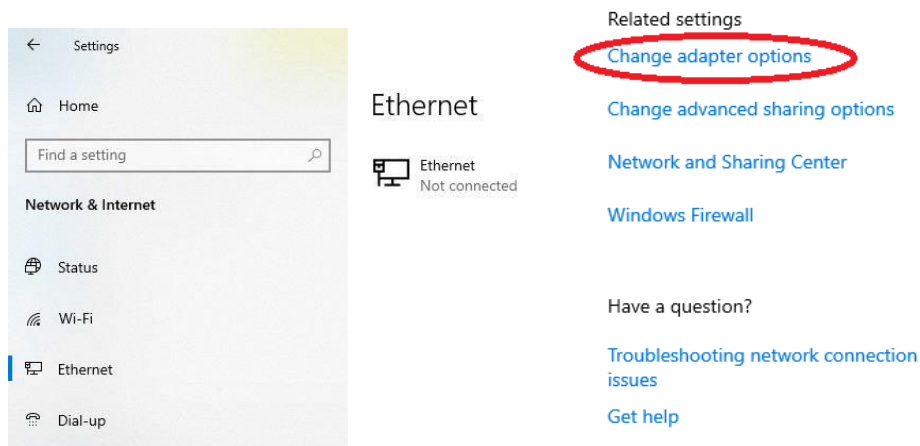 Settings
Home
Find a setting
Network & Internet
Status
Wi-Fi
Ethernet
Dial-up
Ethernet
Ethernet
Not connected
Related settings
Change adapter options
Change advanced sharing options
Network and Sharing Center
Windows Firewall
Have a question?
Troubleshooting network connection
issues
Get help